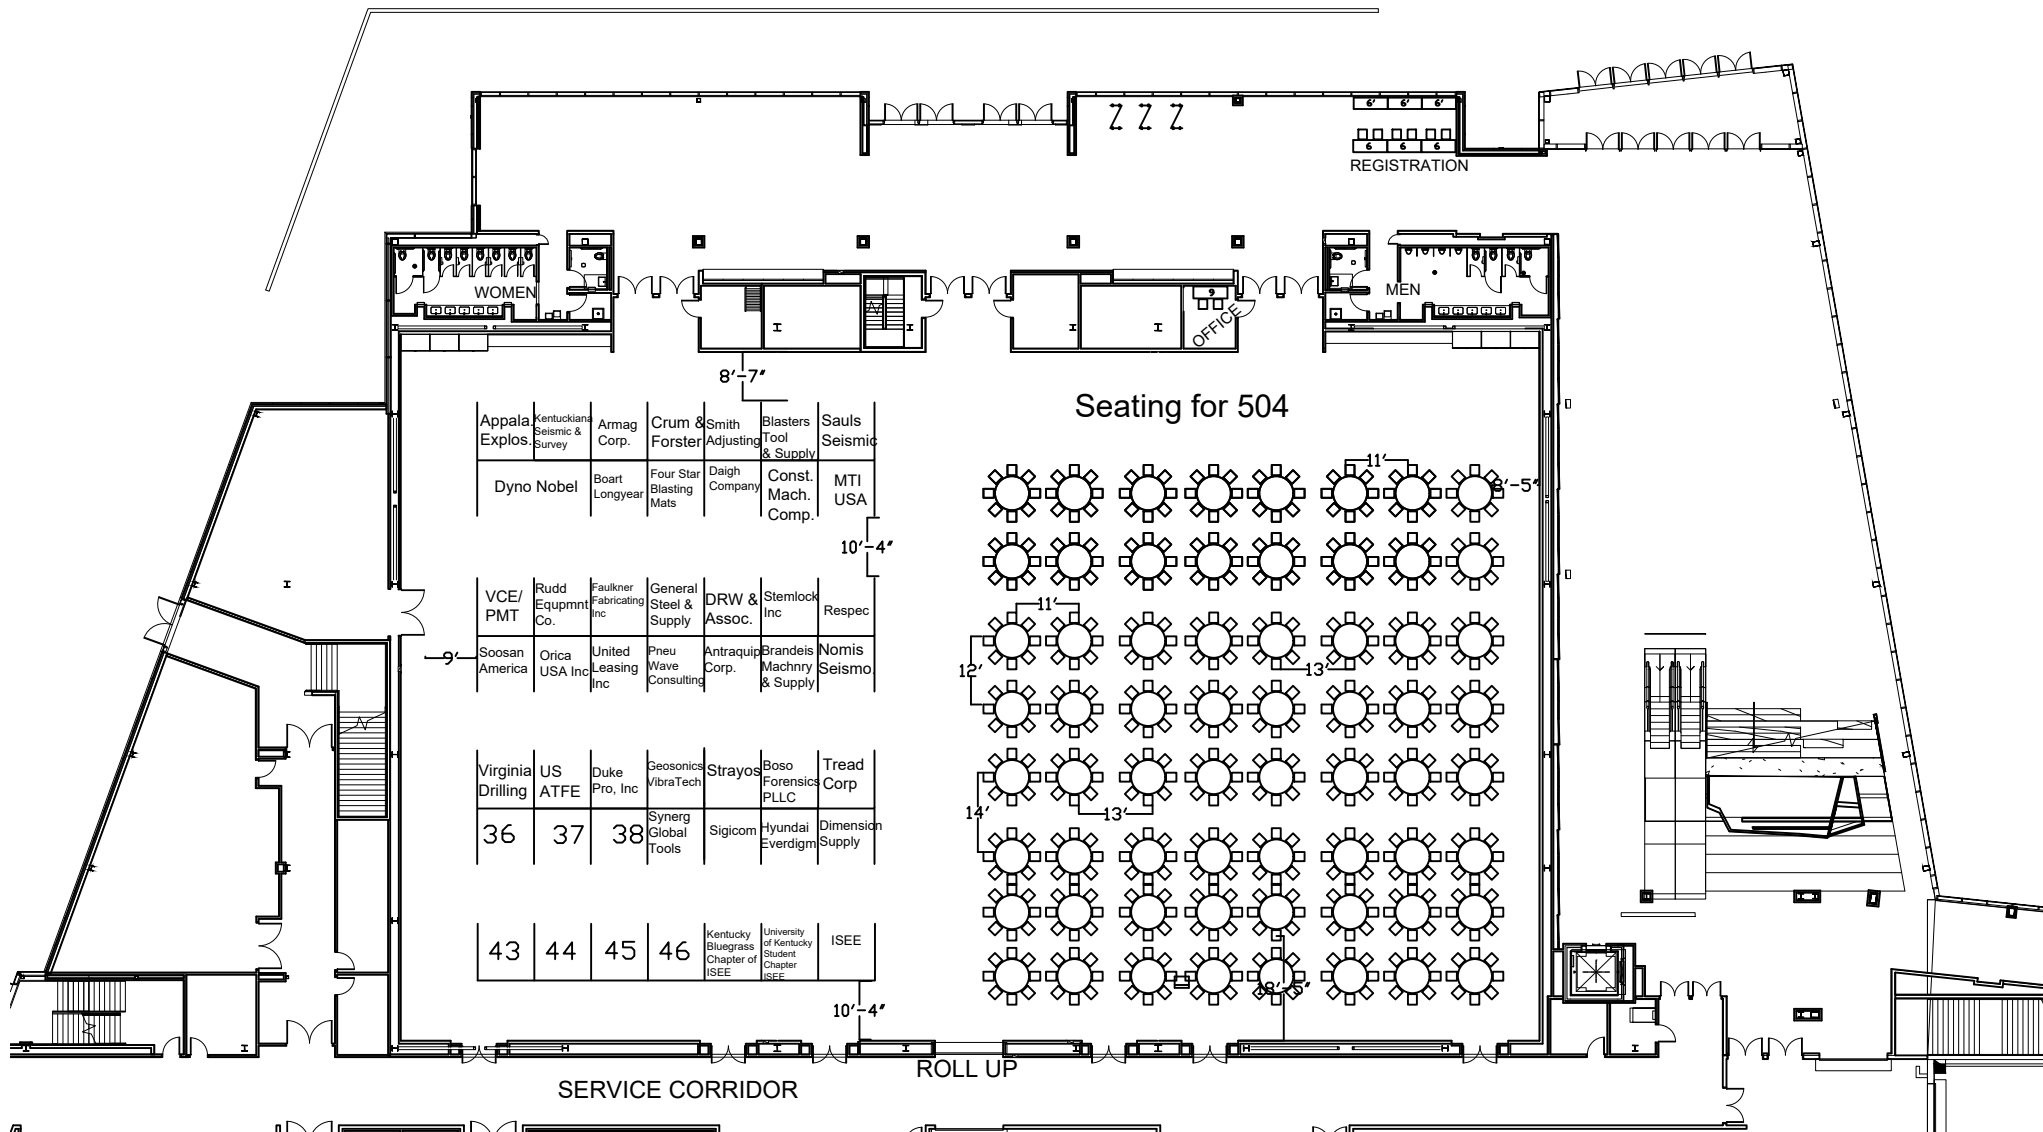 6' 6' 6'
6 6 6
REGISTRATION
WOMEN
MEN
9
OFFICE
8'-7"
Seating for 504
Appala.
Explos.
Kentuckiana
Seismic &
Survey
Armag
Corp.
Crum &
Forster
Smith
Adjusting
Blasters
Tool
& Supply
Sauls
Seismic
Dyno Nobel
Boart
Longyear
Four Star
Blasting
Mats
Daigh
Company
Const.
Mach.
Comp.
MTI
USA
11'
8'-5"
10'-4"
VCE/
PMT
Rudd
Equpmnt
Co.
Faulkner
Fabricating
Inc
General
Steel &
Supply
DRW &
Assoc.
Stemlock
Inc
Respec
11'
9'
Soosan
America
Orica
USA Inc
United
Leasing
Inc
Pneu
Wave
Consulting
Antraquip
Corp.
Brandeis
Machnry
& Supply
Nomis
Seismo.
12'
13'
Virginia
Drilling
US
ATFE
Duke
Pro, Inc
Geosonics
VibraTech
Strayos
Boso
Forensics
PLLC
Tread
Corp
14'
13'
36
37
38
Synerg
Global
Tools
Sigicom
Hyundai
Everdigm
Dimension
Supply
43
44
45
46
Kentucky
Bluegrass
Chapter of
ISEE
University
of Kentucky
Student
Chapter
ISEE
ISEE
18'-5"
10'-4"
ROLL UP
SERVICE CORRIDOR